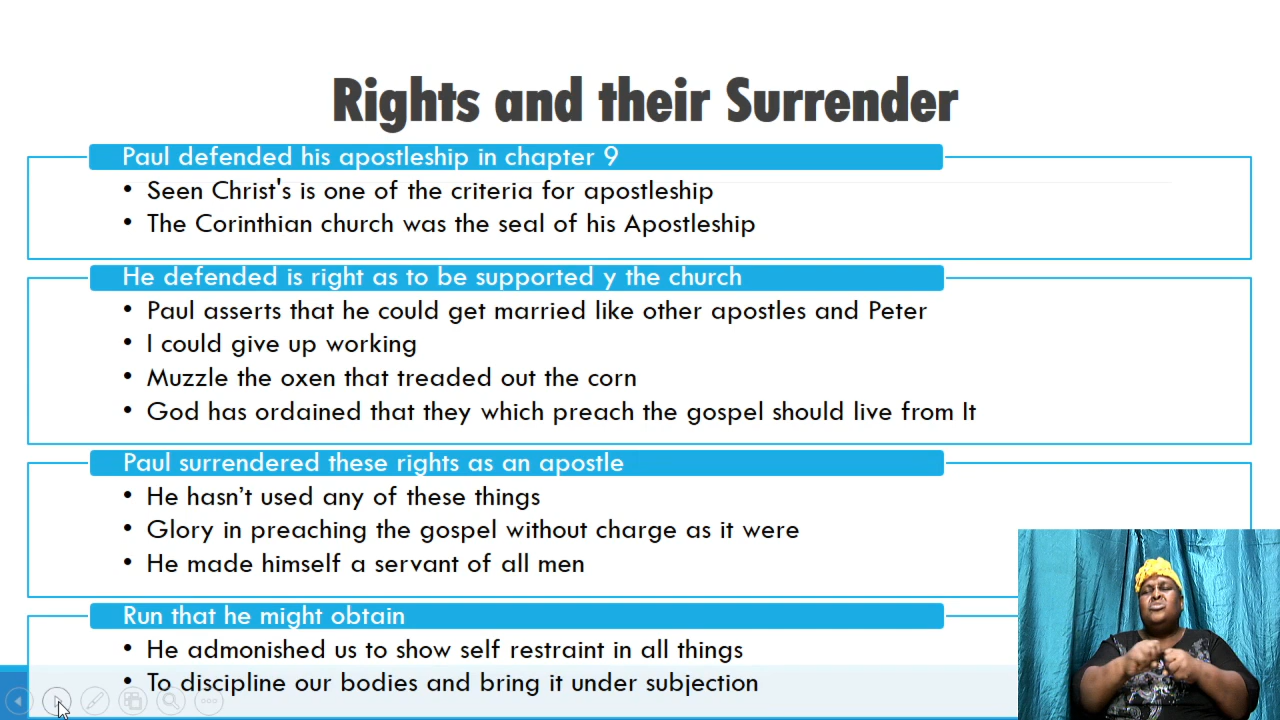 Rights and their Surrender
Paul defended his apostleship in chapter 9
• Seen Christ's is one of the criteria for apostleship
• The Corinthian church was the seal of his Apostleship
He defended is right as to be supported y the church
• Paul asserts that he could get married like other apostles and Peter
• I could give up working
• Muzzle the oxen that treaded out the corn
• God has ordained that they which preach the gospel should live from It
Paul surrendered these rights as an apostle
• He hasn’t used any of these things
• Glory in preaching the gospel without charge as it were
• He made himself a servant of all men
Run that he might obtain
• He admonished us to show self restraint in all things
• To discipline our bodies and bring it under subjection